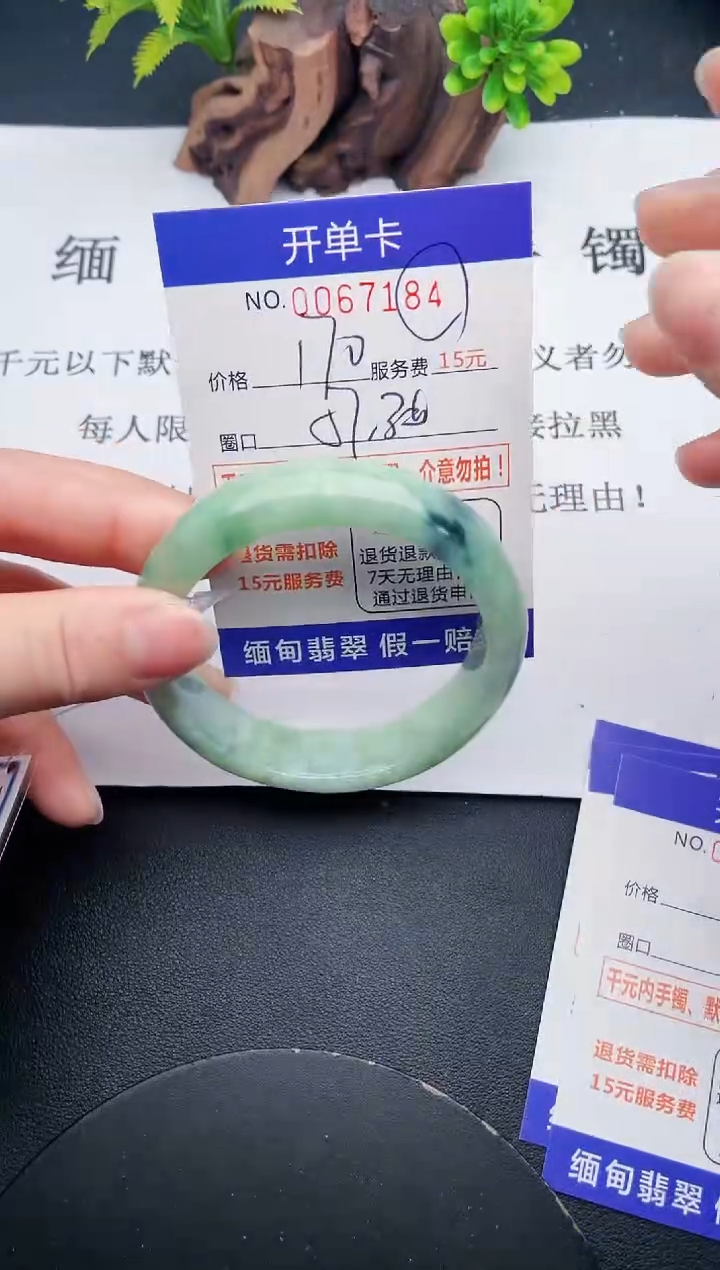 缅
镯
千元以下默
义者勿
每人限
接拉黑
无理由！
开单卡
NO. 0067184
价格 170 服务费 15元
圈口 57.30
介意勿拍！
退货需扣除
15元服务费
退货退款
7天无理由
通过退货申
缅甸翡翠 假一赔
NO.
价格
圈口
千元内手镯、默
退货需扣除
15元服务费
缅甸翡翠